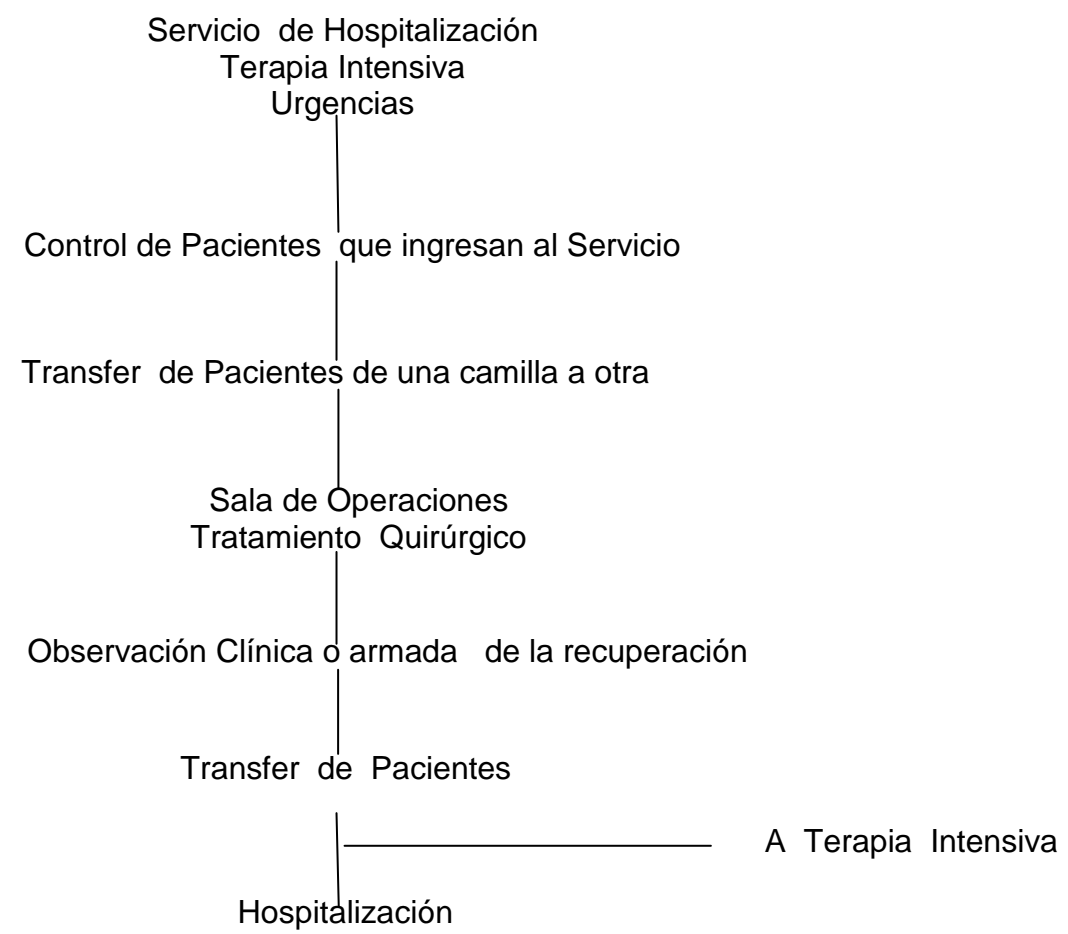 Servicio de Hospitalización
Terapia Intensiva
Urgencias
Control de Pacientes que ingresan al Servicio
Transfer de Pacientes de una camilla a otra
Sala de Operaciones
Tratamiento Quirúrgico
Observación Clínica o armada de la recuperación
Transfer de Pacientes
A Terapia Intensiva
Hospitalización